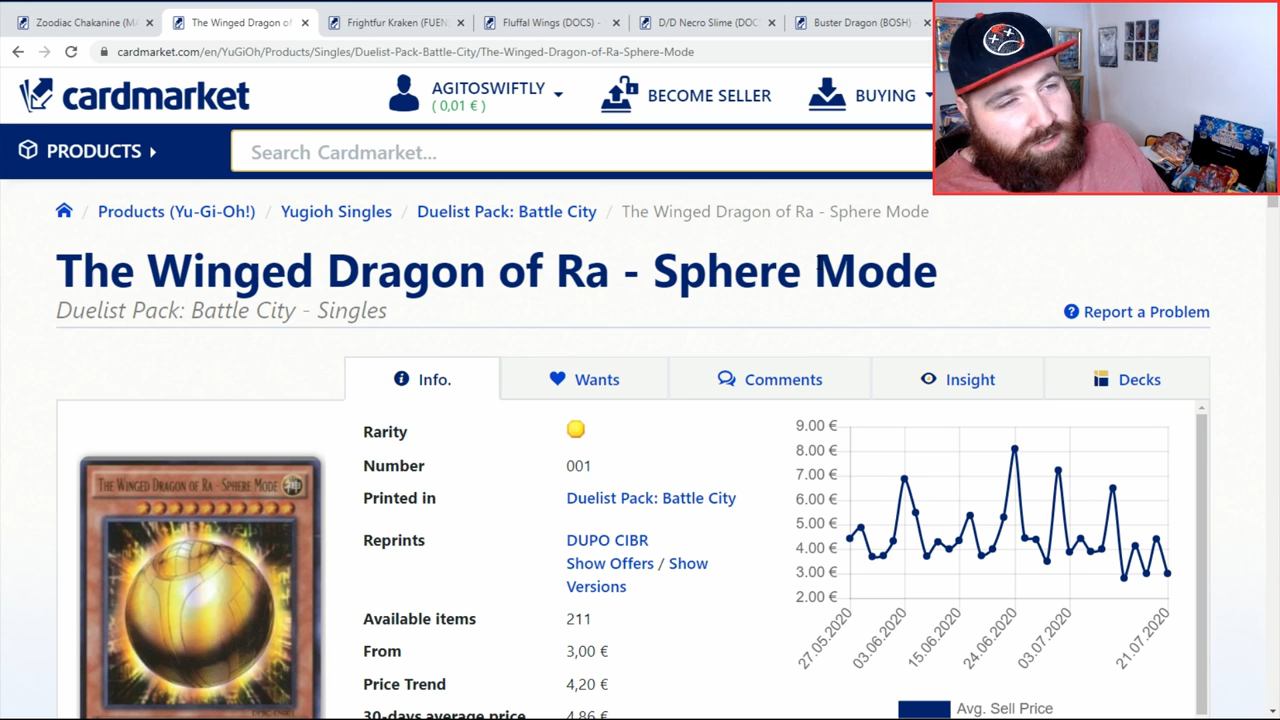 Zoodiac Chakanine (M
The Winged Dragon of
Frightfur Kraken (FUEN
Fluffal Wings (DOCS) -
D/D Necro Slime (DOC
Buster Dragon (BOSH)
cardmarket.com/en/YuGiOh/Products/Singles/Duelist-Pack-Battle-City/The-Winged-Dragon-of-Ra-Sphere-Mode
cardmarket
AGITOSWIFTLY
( 0,01 € )
BECOME SELLER
BUYING
PRODUCTS
Search Cardmarket...
/ Products (Yu-Gi-Oh!) / Yugioh Singles / Duelist Pack: Battle City / The Winged Dragon of Ra - Sphere Mode
The Winged Dragon of Ra - Sphere Mode
Duelist Pack: Battle City - Singles
Report a Problem
Info.
Wants
Comments
Insight
Decks
THE WINGED DRAGON OF RA - SPHERE MODE
Rarity
Number 001
Printed in Duelist Pack: Battle City
Reprints DUPO CIBR
Show Offers / Show
Versions
Available items 211
From 3,00 €
Price Trend 4,20 €
30-days average price 4,86 €
9.00 €
8.00 €
7.00 €
6.00 €
5.00 €
4.00 €
3.00 €
2.00 €
27.05.2020
03.06.2020
15.06.2020
24.06.2020
03.07.2020
21.07.2020
Avg. Sell Price